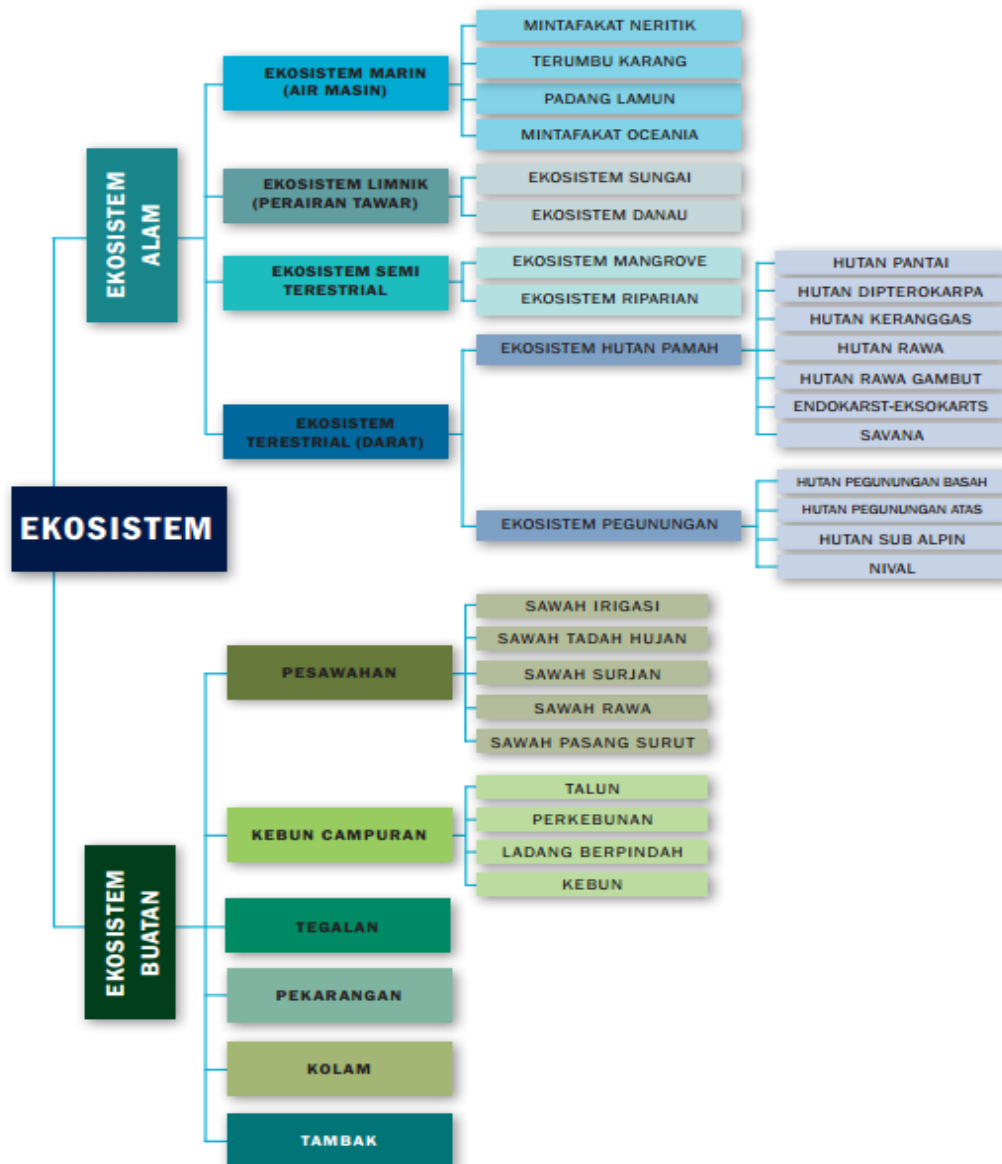 EKOSISTEM
EKOSISTEM
ALAM
EKOSISTEM MARIN
(AIR MASIN)
MINTAFAKAT NERITIK
TERUMBU KARANG
PADANG LAMUN
MINTAFAKAT OCEANIA
EKOSISTEM LIMNIK
(PERAIRAN TAWAR)
EKOSISTEM SUNGAI
EKOSISTEM DANAU
EKOSISTEM SEMI
TERESTRIAL
EKOSISTEM MANGROVE
EKOSISTEM RIPARIAN
EKOSISTEM
TERESTRIAL (DARAT)
EKOSISTEM HUTAN PAMAH
HUTAN PANTAI
HUTAN DIPTEROKARPA
HUTAN KERANGGAS
HUTAN RAWA
HUTAN RAWA GAMBUT
ENDOKARST-EKSOKARTS
SAVANA
EKOSISTEM PEGUNUNGAN
HUTAN PEGUNUNGAN BASAH
HUTAN PEGUNUNGAN ATAS
HUTAN SUB ALPIN
NIVAL
EKOSISTEM
BUATAN
PESAWAHAN
SAWAH IRIGASI
SAWAH TADAH HUJAN
SAWAH SURJAN
SAWAH RAWA
SAWAH PASANG SURUT
KEBUN CAMPURAN
TALUN
PERKEBUNAN
LADANG BERPINDAH
KEBUN
TEGALAN
PEKARANGAN
KOLAM
TAMBAK